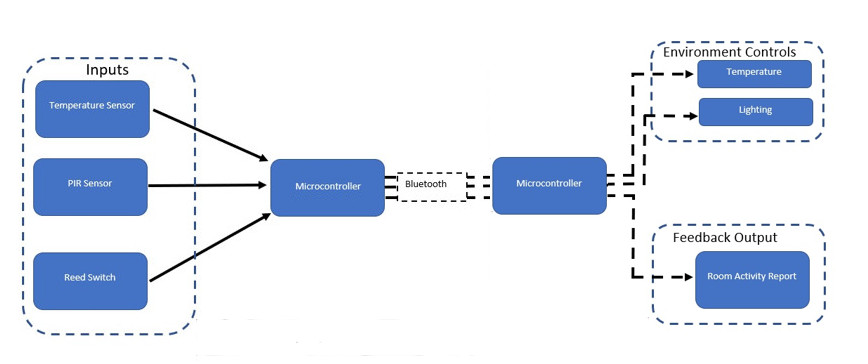 Inputs
Temperature Sensor
PIR Sensor
Reed Switch
Microcontroller
Bluetooth
Microcontroller
Environment Controls
Temperature
Lighting
Feedback Output
Room Activity Report